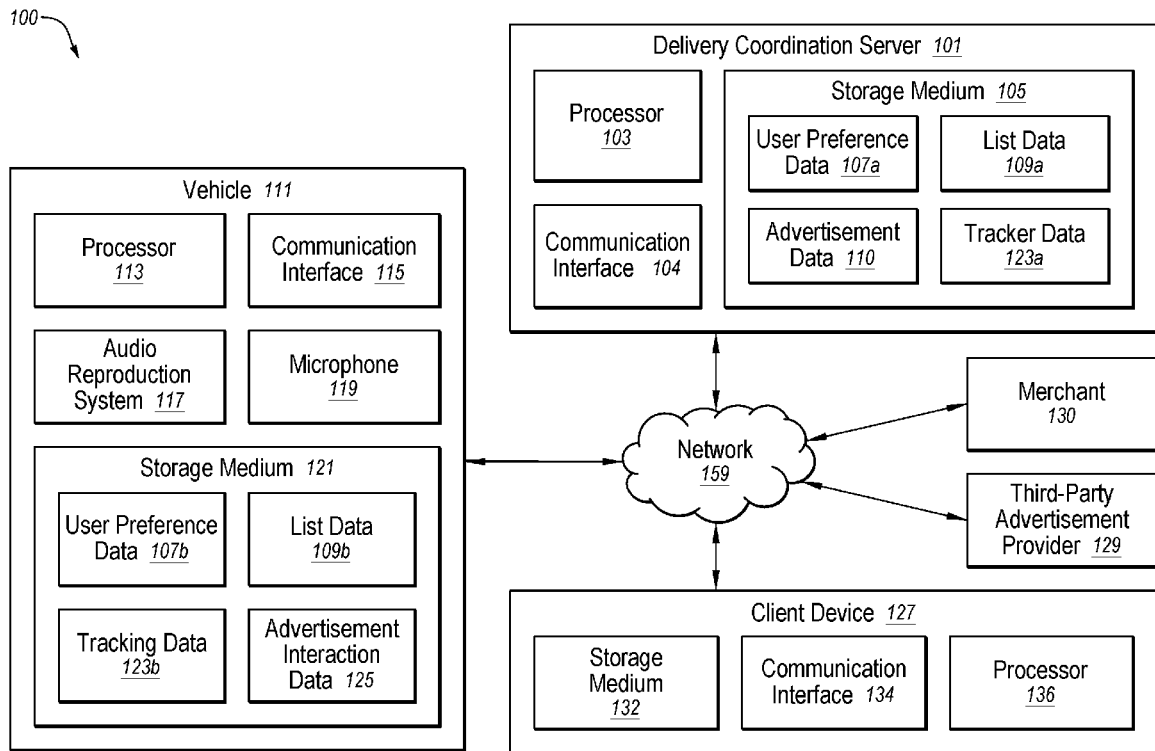 100
Delivery Coordination Server 101
Processor
103
Communication
Interface 104
Storage Medium 105
User Preference
Data 107a
List Data
109a
Advertisement
Data 110
Tracker Data
123a
Vehicle 111
Processor
113
Communication
Interface 115
Audio
Reproduction
System 117
Microphone
119
Storage Medium 121
User Preference
Data 107b
List Data
109b
Tracking Data
123b
Advertisement
Interaction
Data 125
Network
159
Merchant
130
Third-Party
Advertisement
Provider 129
Client Device 127
Storage
Medium
132
Communication
Interface 134
Processor
136